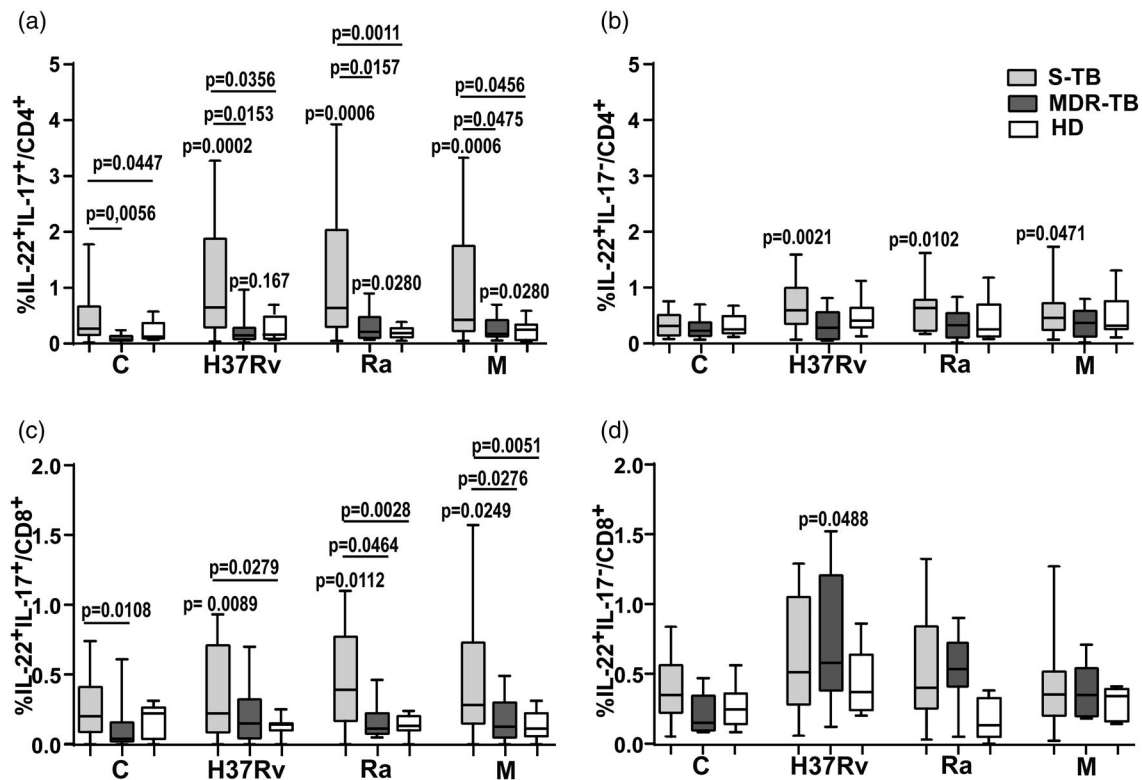 (a)
p=0.0011
p=0.0157
p=0.0006
p=0.0356
p=0.0153
p=0.0002
p=0.0456
p=0.0475
p=0.0006
p=0.0447
p=0,0056
p=0.167
p=0.0280
p=0.0280
%IL-22⁺IL-17⁺/CD4⁺
5
4
3
2
1
0
C H37Rv Ra M
(b)
S-TB
MDR-TB
HD
p=0.0021
p=0.0102
p=0.0471
%IL-22⁺IL-17⁻/CD4⁺
5
4
3
2
1
0
C H37Rv Ra M
(c)
p=0.0051
p=0.0276
p=0.0249
p=0.0028
p=0.0464
p=0.0112
p=0.0279
p= 0.0089
p=0.0108
%IL-22⁺IL-17⁺/CD8⁺
2.0
1.5
1.0
0.5
0.0
C H37Rv Ra M
(d)
p=0.0488
%IL-22⁺IL-17⁻/CD8⁺
2.0
1.5
1.0
0.5
0.0
C H37Rv Ra M